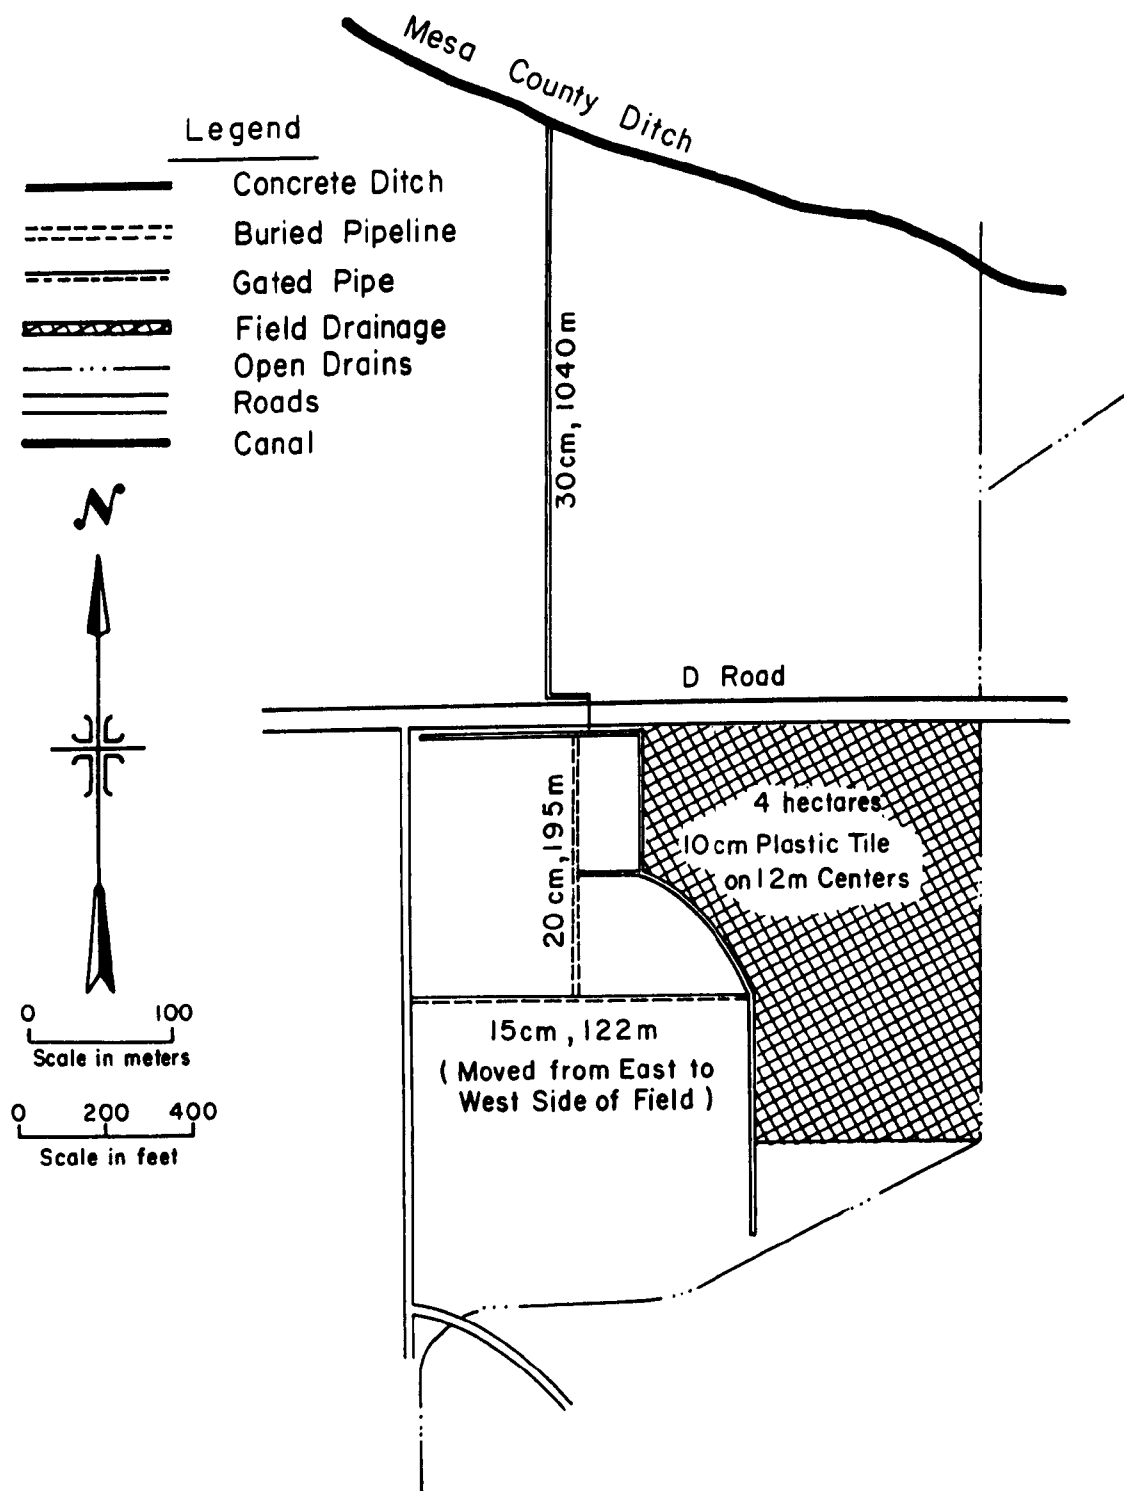 Mesa County Ditch
Legend
Concrete Ditch
Buried Pipeline
Gated Pipe
Field Drainage
Open Drains
Roads
Canal
N
30cm, 1040m
D Road
4 hectares
10cm Plastic Tile
on 12m Centers
20cm, 195m
15cm, 122m
(Moved from East to
West Side of Field)
0 100
Scale in meters
0 200 400
Scale in feet